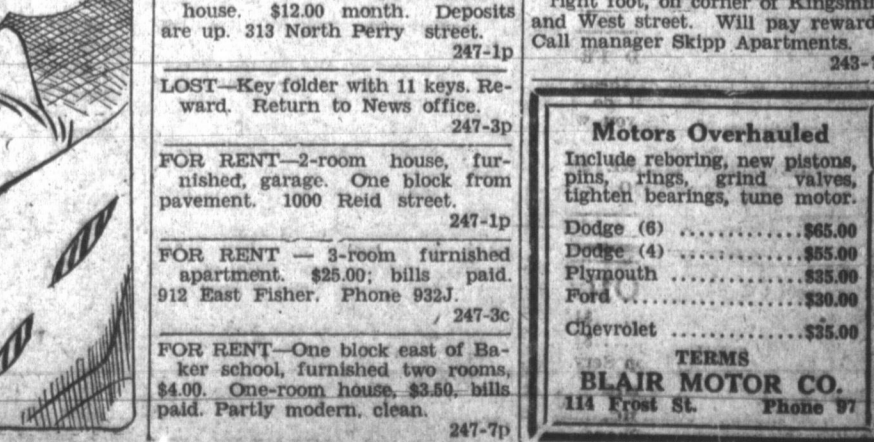 house. $12.00 month. Deposits
are up. 313 North Perry street.
247-1p
LOST—Key folder with 11 keys. Re-
ward. Return to News office.
247-3p
FOR RENT—2-room house, fur-
nished, garage. One block from
pavement. 1000 Reid street.
247-1p
FOR RENT — 3-room furnished
apartment. $25.00; bills paid.
912 East Fisher. Phone 932J.
247-3c
FOR RENT—One block east of Ba-
ker school, furnished two rooms,
$4.00. One-room house, $3.50, bills
paid. Partly modern, clean.
247-7p
right foot, on corner of
and West street. Will pay reward
Call manager Skipp Apartments.
Motors Overhauled
Include reboring, new pistons,
pins, rings, grind valves,
tighten bearings, tune motor.
Dodge (6) ............$65.00
Dodge (4) ............$55.00
Plymouth ............$35.00
Ford ................$30.00
Chevrolet ............$35.00
TERMS
BLAIR MOTOR CO.
114 Frost St. Phone 97